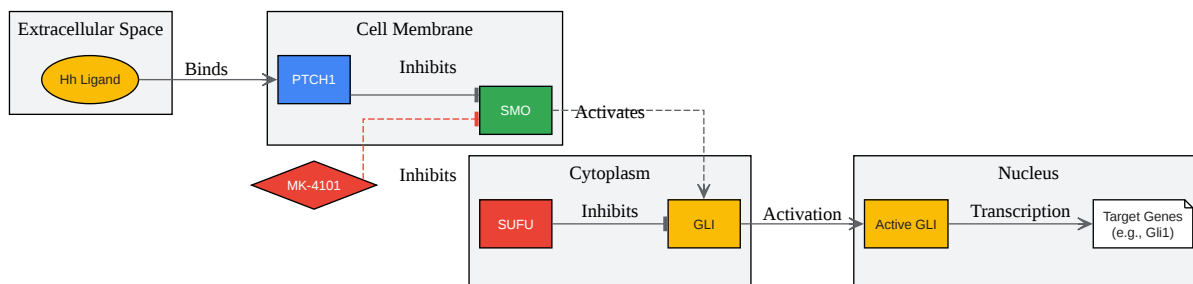 Extracellular Space
Hh Ligand
Binds
Cell Membrane
PTCH1
Inhibits
SMO
Activates
MK-4101
Inhibits
Cytoplasm
SUFU
Inhibits
GLI
Activation
Nucleus
Active GLI
Transcription
Target Genes
(e.g., Gli1)